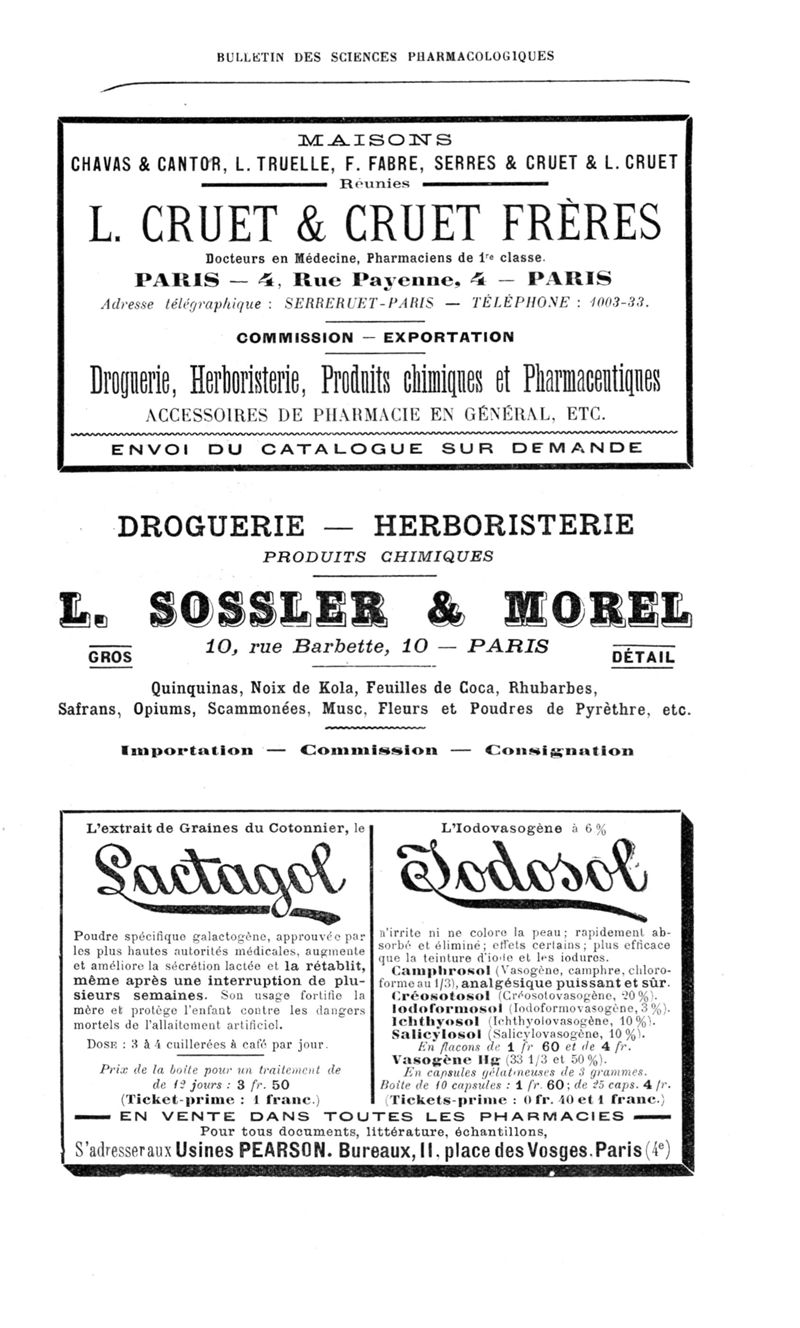 BULLETIN DES SCIENCES PHARMACOLOGIQUES
MAISONS
CHAVAS & CANTOR, L. TRUELLE, F. FABRE, SERRES & CRUET & L. CRUET
Réunies
L. CRUET & CRUET FRÈRES
Docteurs en Médecine, Pharmaciens de 1re classe.
PARIS — 4, Rue Payenne, 4 — PARIS
Adresse télégraphique : SERRERUET-PARIS — TÉLÉPHONE : 1003-33.
COMMISSION — EXPORTATION
Droguerie, Herboristerie, Produits chimiques et Pharmaceutiques
ACCESSOIRES DE PHARMACIE EN GÉNÉRAL, ETC.
ENVOI DU CATALOGUE SUR DEMANDE
DROGUERIE — HERBORISTERIE
PRODUITS CHIMIQUES
L. SOSSLER & MOREL
10, rue Barbette, 10 — PARIS
GROS
DÉTAIL
Quinquinas, Noix de Kola, Feuilles de Coca, Rhubarbes,
Safrans, Opiums, Scammonées, Musc, Fleurs et Poudres de Pyrèthre, etc.
Importation — Commission — Consignation
L'extrait de Graines du Cotonnier, le
Lactagol
Poudre spécifique galactogène, approuvée par
les plus hautes autorités médicales, augmente
et améliore la sécrétion lactée et la rétablit,
même après une interruption de plu-
sieurs semaines. Son usage fortifie la
mère et protège l'enfant contre les dangers
mortels de l'allaitement artificiel.
DOSE : 3 à 4 cuillerées à café par jour.
Prix de la boîte pour un traitement de
de 12 jours : 3 fr. 50
(Ticket-prime : 1 franc.)
L'Iodovasogène à 6 %
Iodosol
n'irrite ni ne colore la peau ; rapidement ab-
sorbé et éliminé ; effets certains ; plus efficace
que la teinture d'iode et les iodures.
Camphrosol (Vasogène, camphre, chloro-
forme au 1/3), analgésique puissant et sûr.
Créosotosol (Créosotovasogène, 20 %).
Iodoformosol (Iodoformovasogène, 3 %).
Ichthyosol (Ichthyolovasogène, 10 %).
Salicylosol (Salicylovasogène, 10 %).
En flacons de 1 fr 60 et de 4 fr.
Vasogène Hg (33 1/3 et 50 %).
En capsules gélatineuses de 3 grammes.
Boîte de 10 capsules : 1 fr. 60 ; de 25 caps. 4 fr.
(Tickets-prime : 0 fr. 40 et 1 franc.)
EN VENTE DANS TOUTES LES PHARMACIES
Pour tous documents, littérature, échantillons,
S'adresser aux Usines PEARSON. Bureaux, 11, place des Vosges, Paris (4e)